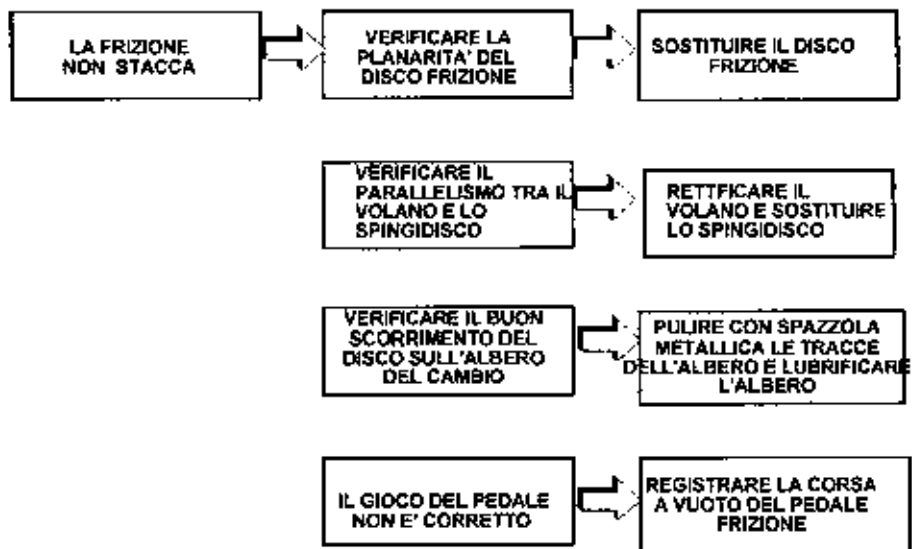 LA FRIZIONE
NON STACCA
VERIFICARE LA
PLANARITA' DEL
DISCO FRIZIONE
SOSTITUIRE IL DISCO
FRIZIONE
VERIFICARE IL
PARALLELISMO TRA IL
VOLANO E LO
SPINGIDISCO
RETTFICARE IL
VOLANO E SOSTITUIRE
LO SPINGIDISCO
VERIFICARE IL BUON
SCORRIMENTO DEL
DISCO SULL'ALBERO
DEL CAMBIO
PULIRE CON SPAZZOLA
METALLICA LE TRACCE
DELL'ALBERO E LUBRIFICARE
L'ALBERO
IL GIOCO DEL PEDALE
NON E' CORRETTO
REGISTRARE LA CORSA
A VUOTO DEL PEDALE
FRIZIONE